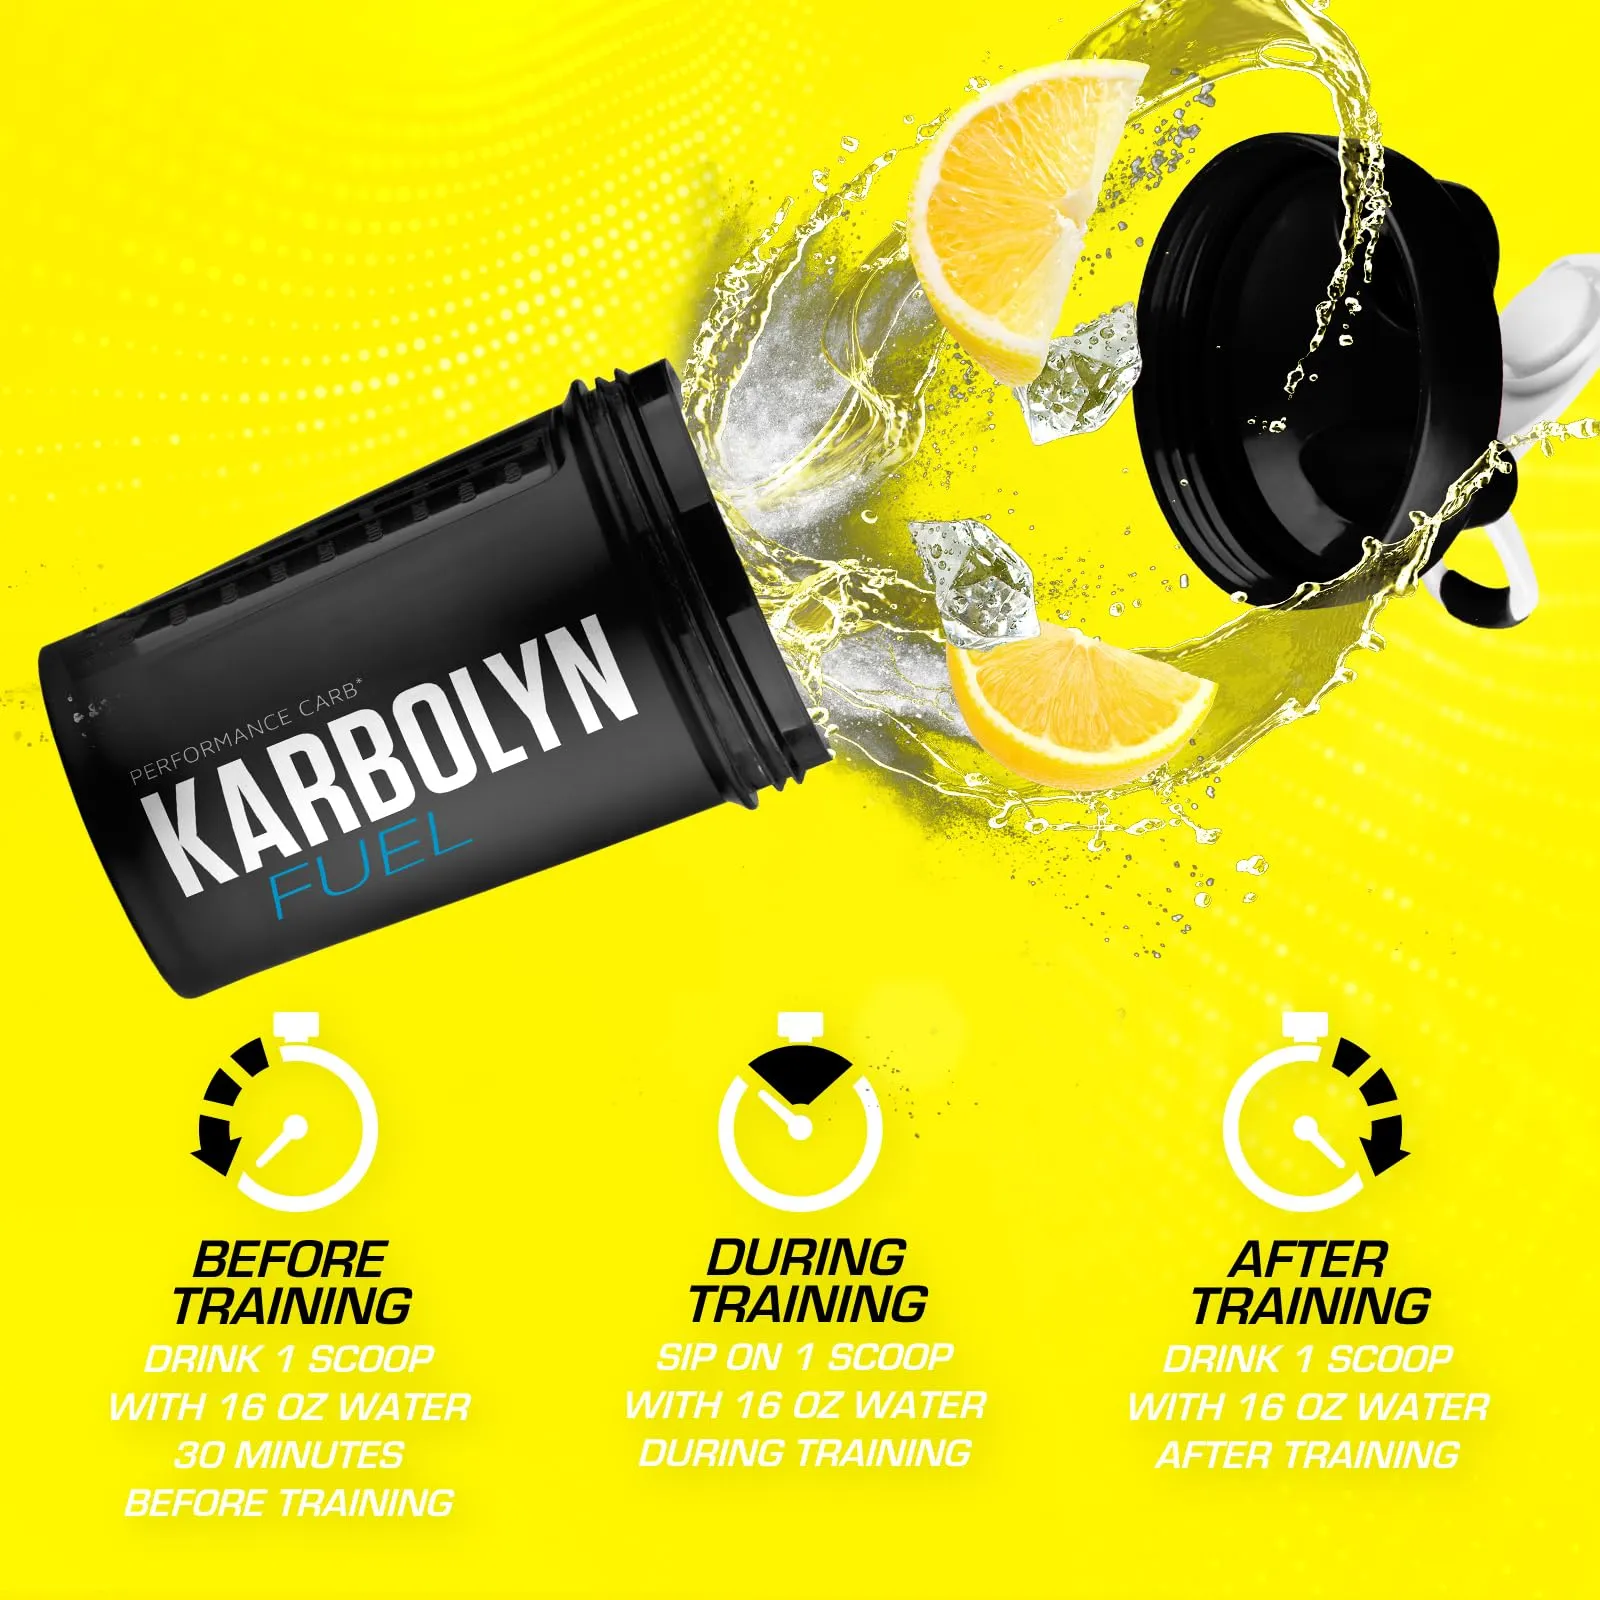 PERFORMANCE CARB*
KARBOLYN
FUEL
BEFORE
TRAINING
DRINK 1 SCOOP
WITH 16 OZ WATER
30 MINUTES
BEFORE TRAINING
DURING
TRAINING
SIP ON 1 SCOOP
WITH 16 OZ WATER
DURING TRAINING
AFTER
TRAINING
DRINK 1 SCOOP
WITH 16 OZ WATER
AFTER TRAINING